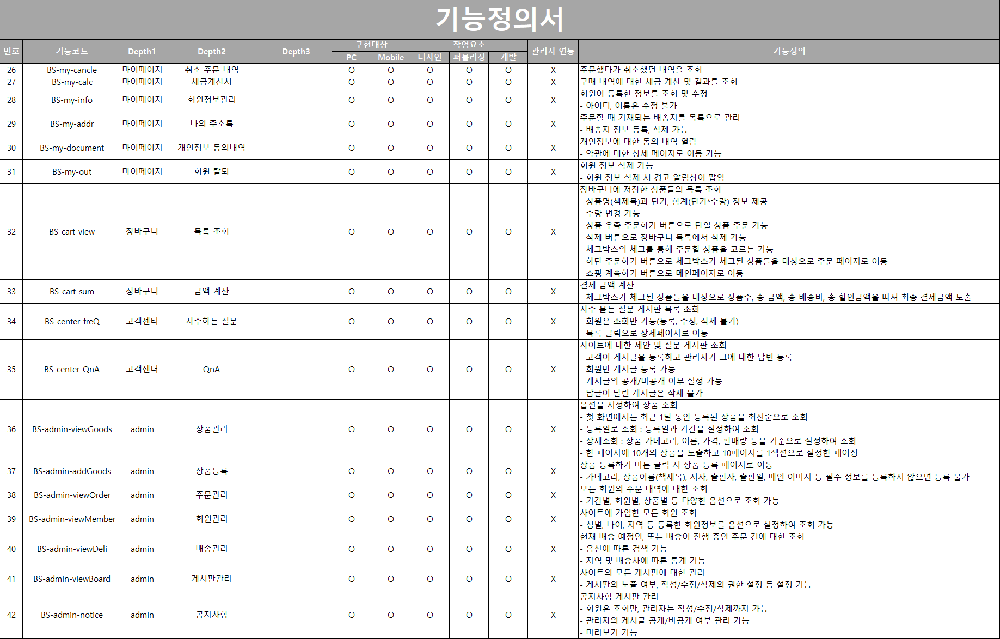 기능정의서
번호 기능코드 Depth1 Depth2 Depth3 구현대상 작업요소 관리자 연동 기능정의
PC Mobile 디자인 퍼블리싱 개발
26 BS-my-cancle 마이페이지 취소 주문 내역 O O O O O X 주문했다가 취소했던 내역을 조회
27 BS-my-calc 마이페이지 세금계산서 O O O O O X 구매 내역에 대한 세금 계산 및 결과를 조회
28 BS-my-info 마이페이지 회원정보관리 O O O O O X 회원이 등록한 정보를 조회 및 수정
- 아이디, 이름은 수정 불가
29 BS-my-addr 마이페이지 나의 주소록 O O O O O X 주문할 때 기재되는 배송지를 목록으로 관리
- 배송지 정보 등록, 삭제 가능
30 BS-my-document 마이페이지 개인정보 동의내역 O O O O O X 개인정보에 대한 동의 내역 열람
- 약관에 대한 상세 페이지로 이동 가능
31 BS-my-out 마이페이지 회원 탈퇴 O O O O O X 회원 정보 삭제 가능
- 회원 정보 삭제 시 경고 알림창이 팝업
32 BS-cart-view 장바구니 목록 조회 O O O O O X 장바구니에 저장한 상품들의 목록 조회
- 상품명(책제목)과 단가, 합계(단가*수량) 정보 제공
- 수량 변경 가능
- 상품 우측 주문하기 버튼으로 단일 상품 주문 가능
- 삭제 버튼으로 장바구니 목록에서 삭제 가능
- 체크박스의 체크를 통해 주문할 상품을 고르는 기능
- 하단 주문하기 버튼으로 체크박스가 체크된 상품들을 대상으로 주문 페이지로 이동
- 쇼핑 계속하기 버튼으로 메인페이지로 이동
33 BS-cart-sum 장바구니 금액 계산 O O O O O X 결제 금액 계산
- 체크박스가 체크된 상품들을 대상으로 상품수, 총 금액, 총 배송비, 총 할인금액을 따져 최종 결제금액 도출
34 BS-center-freQ 고객센터 자주하는 질문 O O O O O X 자주 묻는 질문 게시판 목록 조회
- 회원은 조회만 가능(등록, 수정, 삭제 불가)
- 목록 클릭으로 상세페이지로 이동
35 BS-center-QnA 고객센터 QnA O O O O O X 사이트에 대한 제안 및 질문 게시판 조회
- 고객이 게시글을 등록하고 관리자가 그에 대한 답변 등록
- 회원만 게시글 등록 가능
- 게시글의 공개/비공개 여부 설정 가능
- 답글이 달린 게시글은 삭제 불가
36 BS-admin-viewGoods admin 상품관리 O O O O O X 옵션을 지정하여 상품 조회
- 첫 화면에서는 최근 1달 동안 등록된 상품을 최신순으로 조회
- 등록일로 조회 : 등록일과 기간을 설정하여 조회
- 상세조회 : 상품 카테고리, 이름, 가격, 판매량 등을 기준으로 설정하여 조회
- 한 페이지에 10개의 상품을 노출하고 10페이지를 1섹션으로 설정한 페이징
37 BS-admin-addGoods admin 상품등록 O O O O O X 상품 등록하기 버튼 클릭 시 상품 등록 페이지로 이동
- 카테고리, 상품이름(책제목), 저자, 출판사, 출판일, 메인 이미지 등 필수 정보를 등록하지 않으면 등록 불가
38 BS-admin-viewOrder admin 주문관리 O O O O O X 모든 회원의 주문 내역에 대한 조회
- 기간별, 회원별, 상품별 등 다양한 옵션으로 조회 가능
39 BS-admin-viewMember admin 회원관리 O O O O O X 사이트에 가입한 모든 회원 조회
- 성별, 나이, 지역 등 등록한 회원정보를 옵션으로 설정하여 조회 가능
40 BS-admin-viewDeli admin 배송관리 O O O O O X 현재 배송 예정인, 또는 배송이 진행 중인 주문 건에 대한 조회
- 옵션에 따른 검색 기능
- 지역 및 배송사에 따른 통계 기능
41 BS-admin-viewBoard admin 게시판관리 O O O O O X 사이트의 모든 게시판에 대한 관리
- 게시판의 노출 여부, 작성/수정/삭제의 권한 설정 등 설정 기능
42 BS-admin-notice admin 공지사항 O O O O O X 공지사항 게시판 관리
- 회원은 조회만, 관리자는 작성/수정/삭제까지 가능
- 관리자의 게시글 공개/비공개 여부 관리 가능
- 미리보기 기능